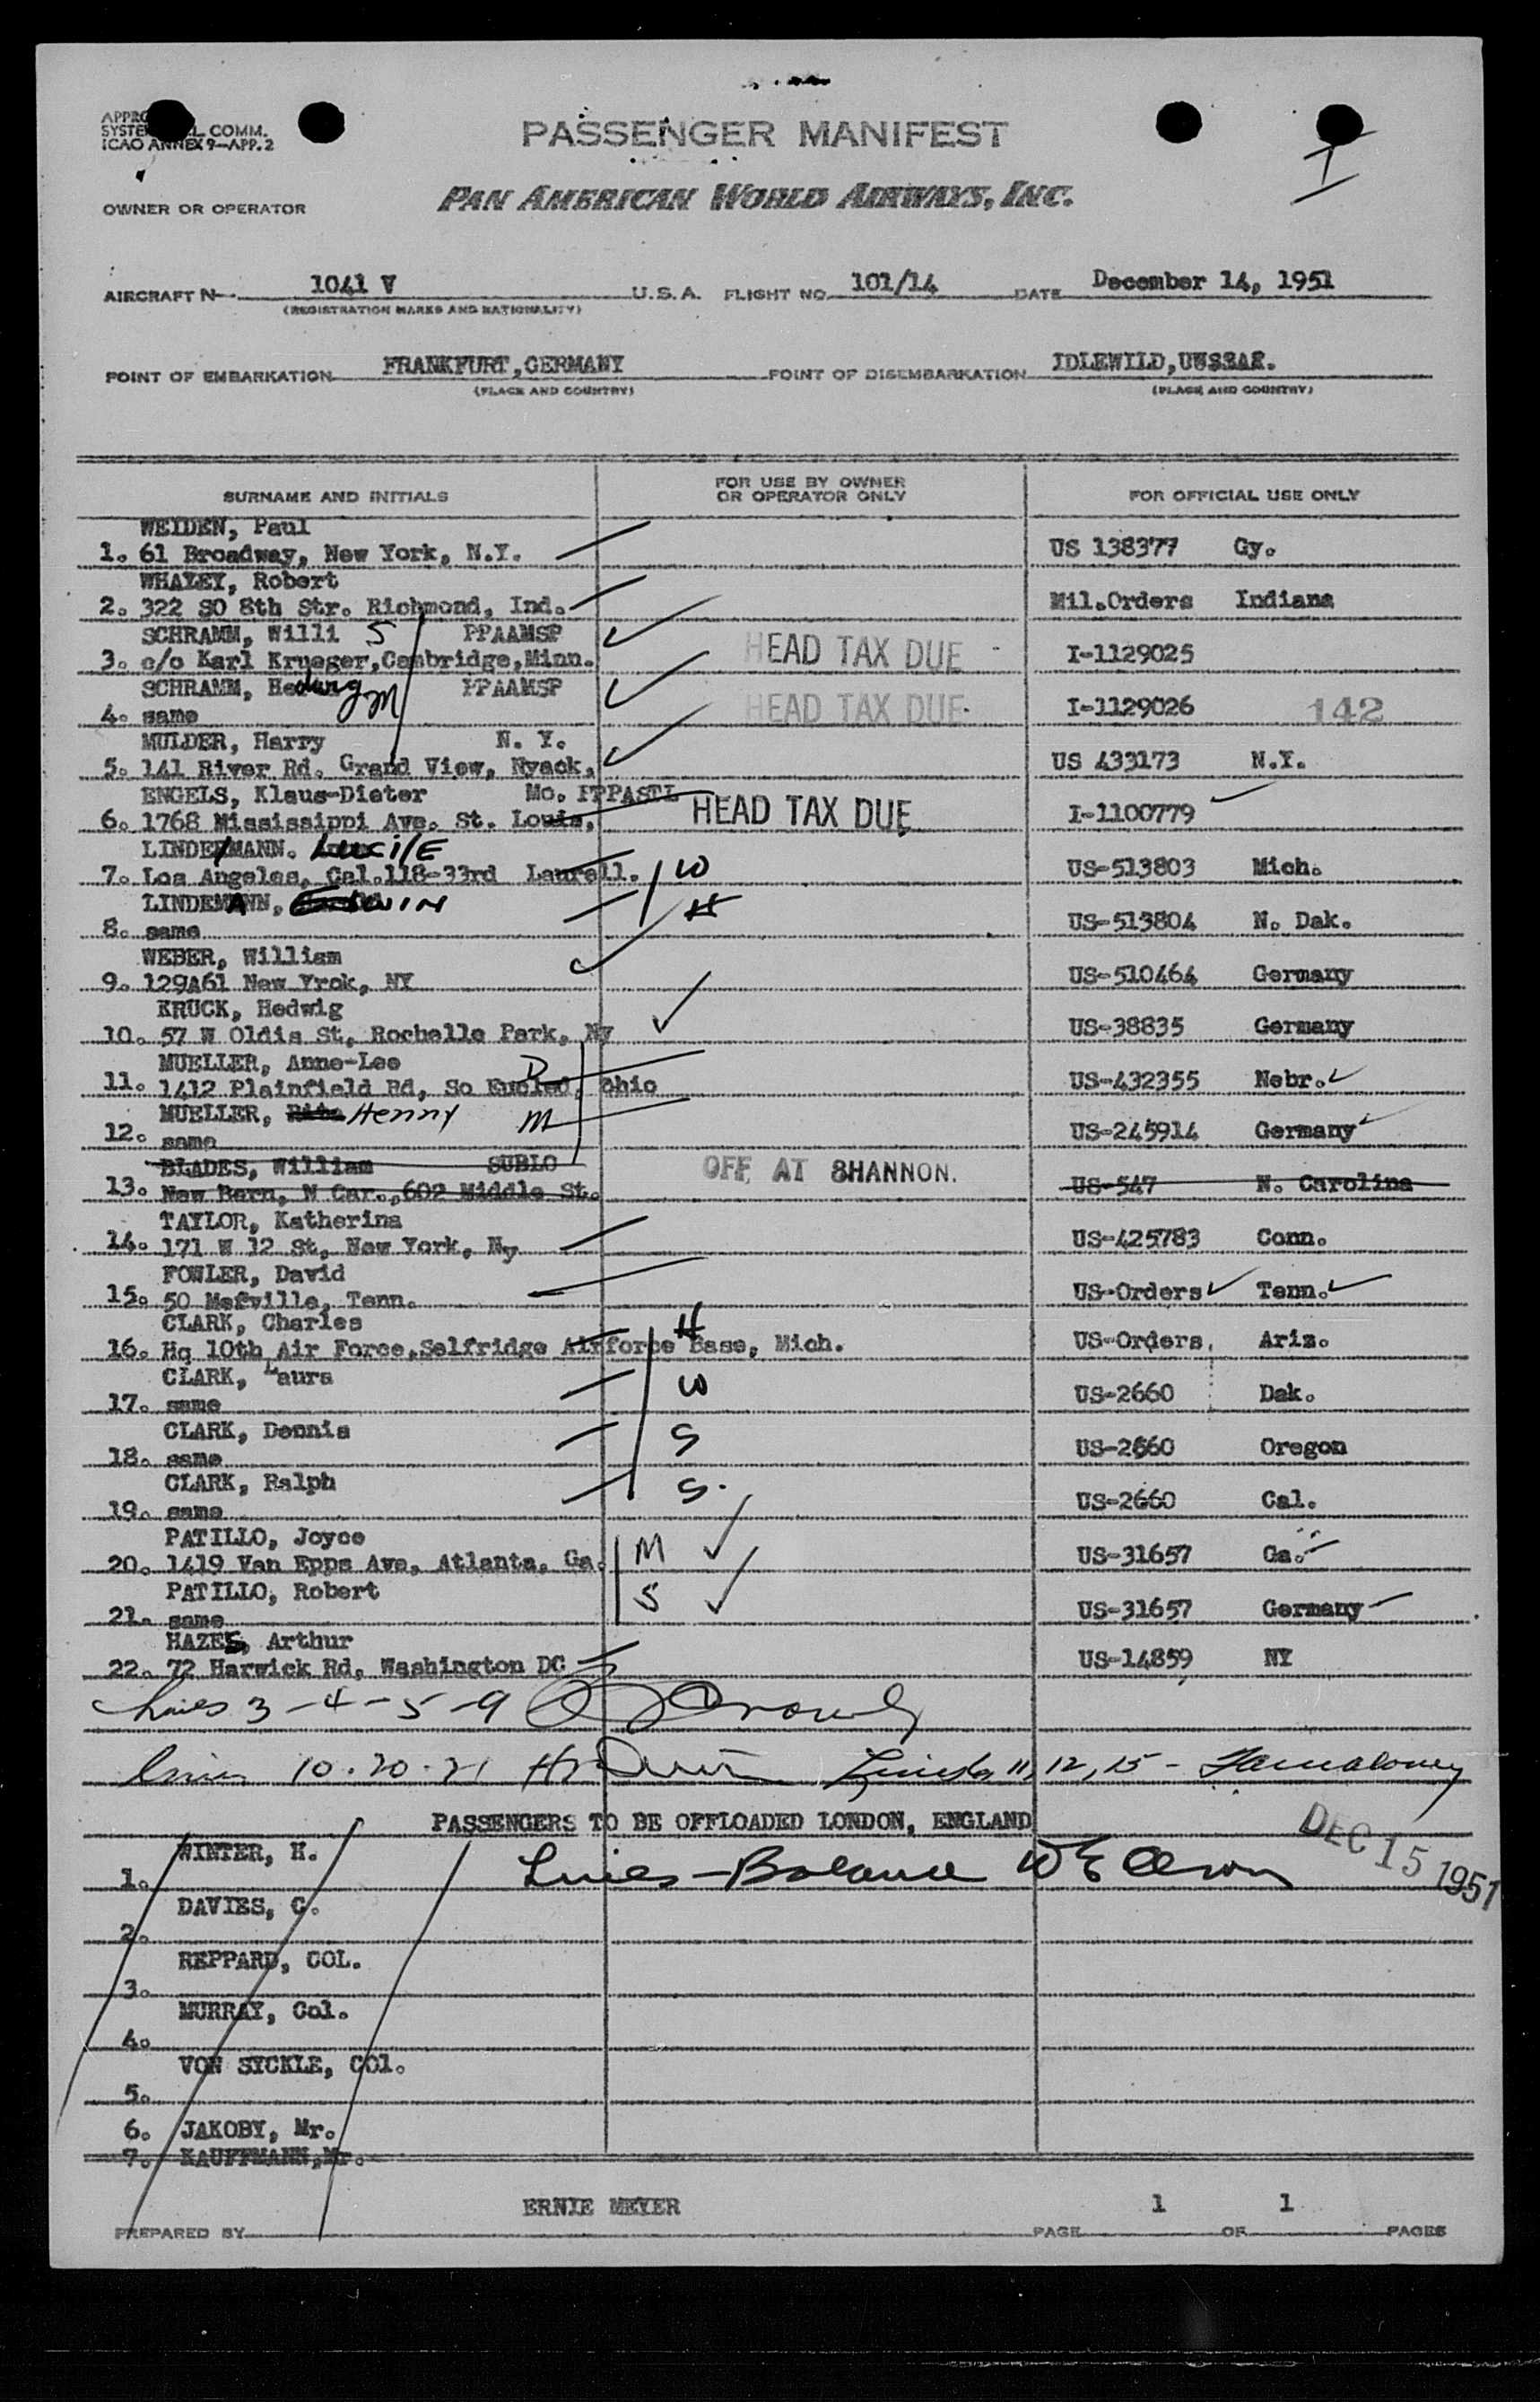 PASSENGER MANIFEST
L. COMM.
ICAO ANNEX 9—APP. 2
OWNER OR OPERATOR PAN AMERICAN WORLD AIRWAYS, INC.
AIRCRAFT N 1041 V U.S.A. FLIGHT NO. 101/14 DATE December 14, 1951
(REGISTRATION MARKS AND NATIONALITY)
POINT OF EMBARKATION FRANKFURT,GERMANY POINT OF DISEMBARKATION IDLEWILD,
(PLACE AND COUNTRY) (PLACE AND COUNTRY)
SURNAME AND INITIALS FOR USE BY OWNER OR OPERATOR ONLY FOR OFFICIAL USE ONLY
WEIDEN, Paul
1. 61 Broadway, New York, N.Y. US 138377 Gy.
WHALEY, Robert
2. 322 SO 8th Str. Richmond, Ind. Mil.Orders Indiana
SCHRAMM, Willi S PPAAMSP
3. c/o Karl Krueger,Cambridge,Minn. HEAD TAX DUE I-1129025
SCHRAMM, Hedwig M PPAAMSP
4. same HEAD TAX DUE I-1129026 142
MULDER, Harry N. Y.
5. 141 River Rd. Grand View, Nyack, US 433173 N.Y.
ENGELS, Klaus-Dieter Mo. PPPASTL
6. 1768 Mississippi Ave. St. Louis, HEAD TAX DUE I-1100779
LINDEMANN. LUCILE
7. Los Angeles, Cal.118-33rd Laurell. W US-513803 Mich.
LINDEMANN, EDWIN
8. same H US-513804 N. Dak.
WEBER, William
9. 129A61 New Yrok, NY US-510464 Germany
KRUCK, Hedwig
10. 57 W Oldis St, Rochelle Park, Ny US-38835 Germany
MUELLER, Anne-Lee D
11. 1412 Plainfield Rd, So Eucled, Ohio US-432355 Nebr.
MUELLER, Henny M
12. same US-245914 Germany
BLADES, William SUBLO
13. New Bern, N Car.,602 Middle St. OFF AT SHANNON. US-547 N. Carolina
TAYLOR, Katherina
14. 171 W 12 St, New York, Ny US-425783 Conn.
FOWLER, David
15. 50 Mefville, Tenn. US-Orders Tenn.
CLARK, Charles
16. Hq 10th Air Force,Selfridge Airforce Base, Mich. H US-Orders, Ariz.
CLARK, Laura
17. same W US-2660 Dak.
CLARK, Dennis
18. same S US-2660 Oregon
CLARK, Ralph
19. same S. US-2660 Cal.
PATILLO, Joyce
20. 1419 Van Epps Ave, Atlanta, Ga. M US-31657 Ga.
PATILLO, Robert
21. same S US-31657 Germany
HAZES, Arthur
22. 72 Harwick Rd, Washington DC US-14859 NY
Lines 3-4-5-9
Lines 10.20.21 Lines 11, 12, 15 -
PASSENGERS TO BE OFFLOADED LONDON, ENGLAND
DEC 15 1951
WINTER, H.
1. Lines - Balance
DAVIES, C.
2.
REPPARD, COL.
3.
MURRAY, Col.
4.
VON SYCKLE, COl.
5.
6. JAKOBY, Mr.
7. KAUFFMANN,Mr.
PREPARED BY ERNIE MEYER PAGE 1 OF 1 PAGES